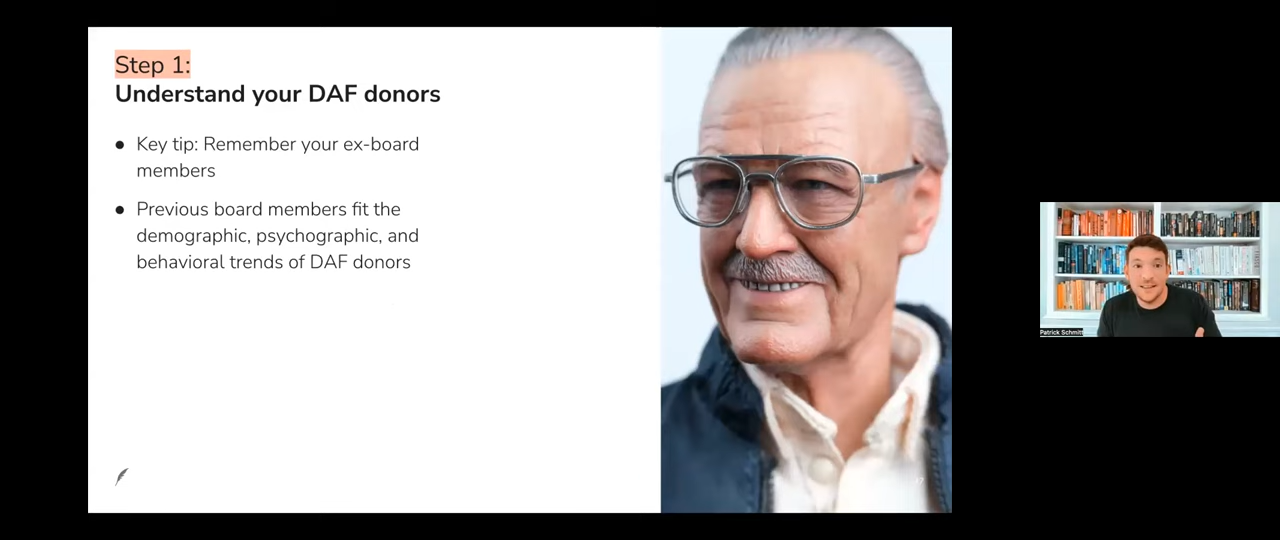 Step 1:
Understand your DAF donors
● Key tip: Remember your ex-board
members
● Previous board members fit the
demographic, psychographic, and
behavioral trends of DAF donors
Patrick Schmitt